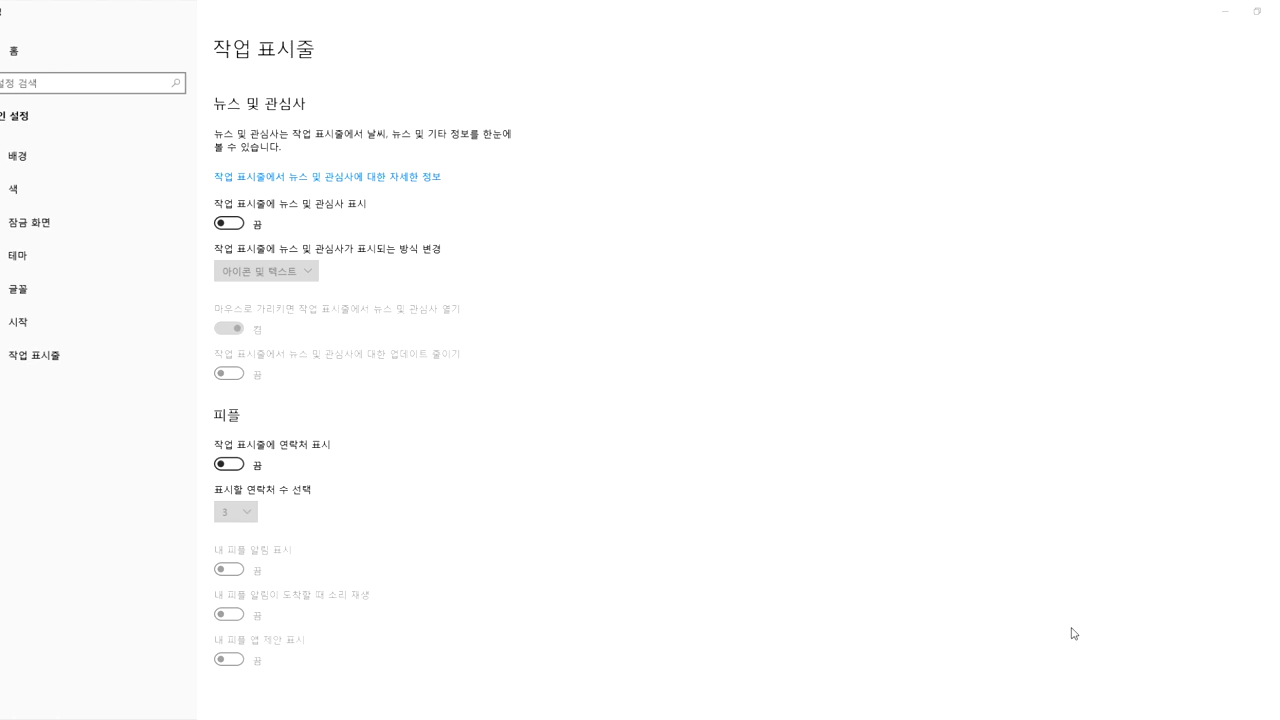 홈
설정 검색
인 설정
배경
색
잠금 화면
테마
글꼴
시작
작업 표시줄
작업 표시줄
뉴스 및 관심사
뉴스 및 관심사는 작업 표시줄에서 날씨, 뉴스 및 기타 정보를 한눈에
볼 수 있습니다.
작업 표시줄에서 뉴스 및 관심사에 대한 자세한 정보
작업 표시줄에 뉴스 및 관심사 표시
끔
작업 표시줄에 뉴스 및 관심사가 표시되는 방식 변경
아이콘 및 텍스트
마우스로 가리키면 작업 표시줄에서 뉴스 및 관심사 열기
켬
작업 표시줄에서 뉴스 및 관심사에 대한 업데이트 줄이기
끔
피플
작업 표시줄에 연락처 표시
끔
표시할 연락처 수 선택
3
내 피플 알림 표시
끔
내 피플 알림이 도착할 때 소리 재생
끔
내 피플 앱 제안 표시
끔